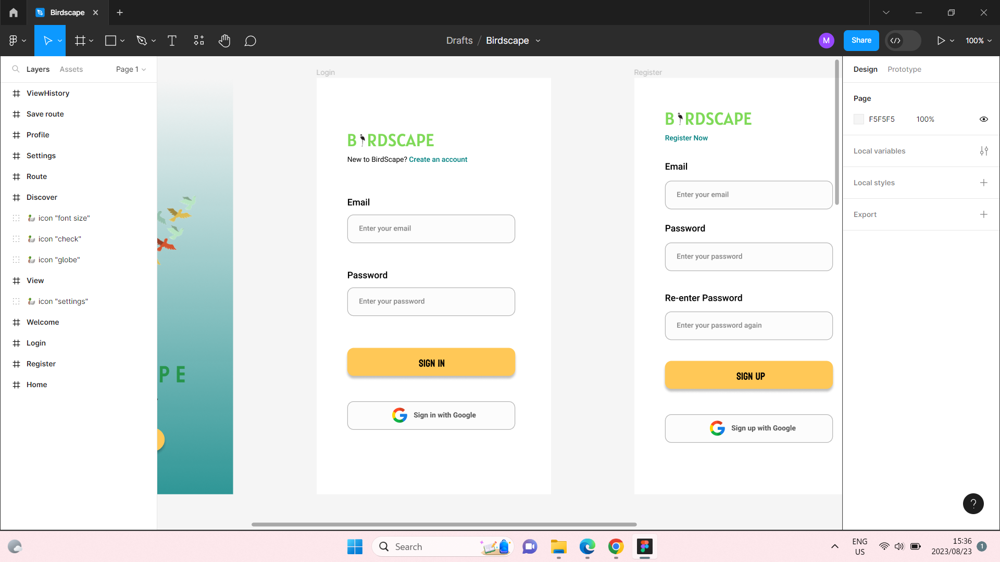 Birdscape
Drafts / Birdscape
M
Share
100%
Layers
Assets
Page 1
ViewHistory
Save route
Profile
Settings
Route
Discover
icon "font size"
icon "check"
icon "globe"
View
icon "settings"
Welcome
Login
Register
Home
PE
Login
B RDSCAPE
New to BirdScape? Create an account
Email
Enter your email
Password
Enter your password
SIGN IN
Sign in with Google
Register
B RDSCAPE
Register Now
Email
Enter your email
Password
Enter your password
Re-enter Password
Enter your password again
SIGN UP
Sign up with Google
Design
Prototype
Page
F5F5F5
100%
Local variables
Local styles
Export
?
Search
ENG
US
15:36
2023/08/23
1